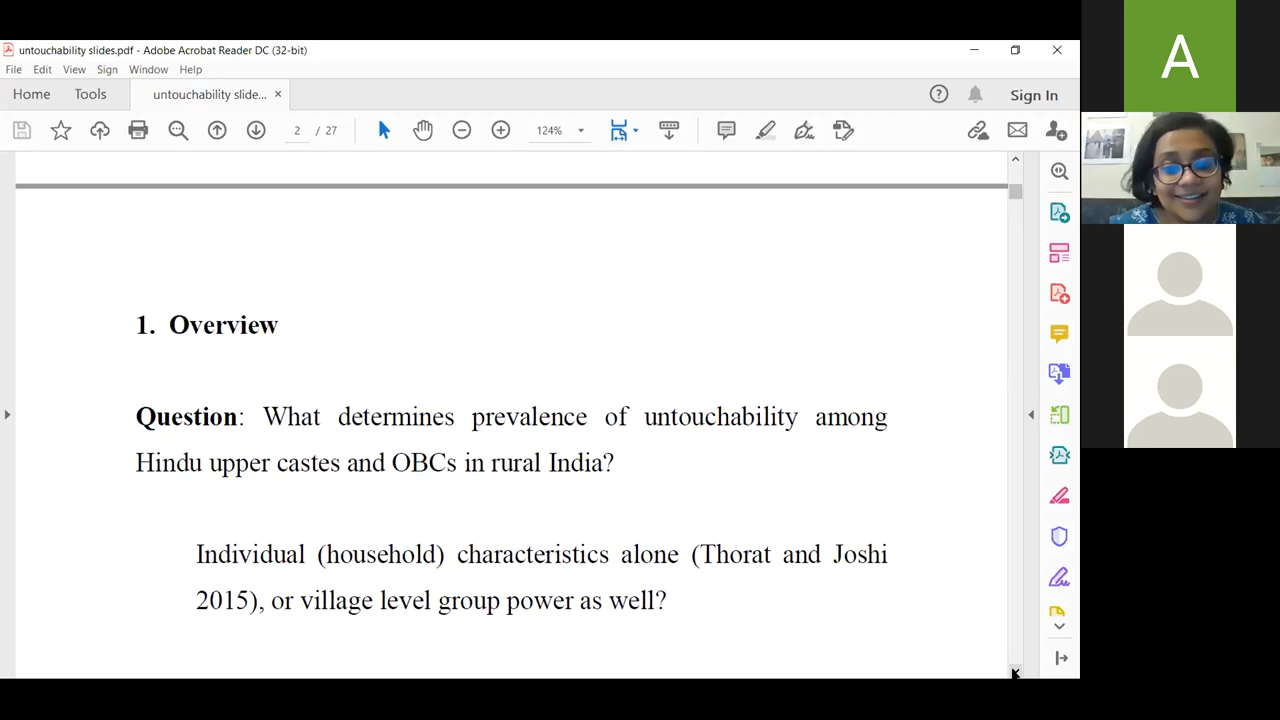 untouchability slides.pdf - Adobe Acrobat Reader DC (32-bit)
File Edit View Sign Window Help
Home Tools untouchability slide... × Sign In
2 / 27 124%
1. Overview
Question: What determines prevalence of untouchability among
Hindu upper castes and OBCs in rural India?
Individual (household) characteristics alone (Thorat and Joshi
2015), or village level group power as well?
A